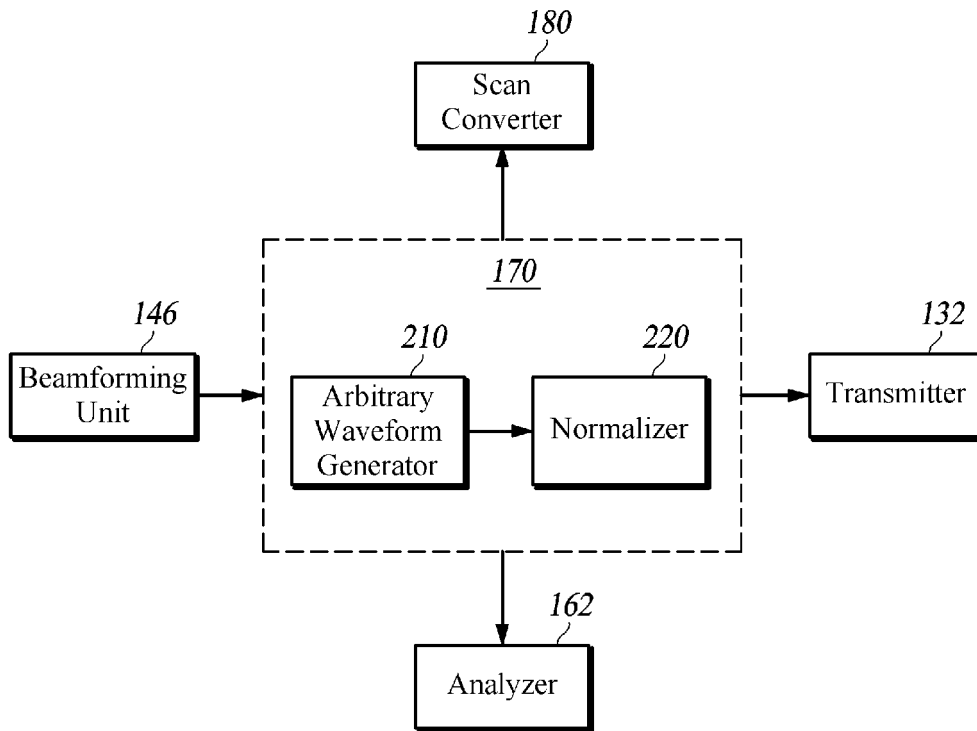 180
Scan
Converter
170
146
Beamforming
Unit
210
Arbitrary
Waveform
Generator
220
Normalizer
132
Transmitter
162
Analyzer